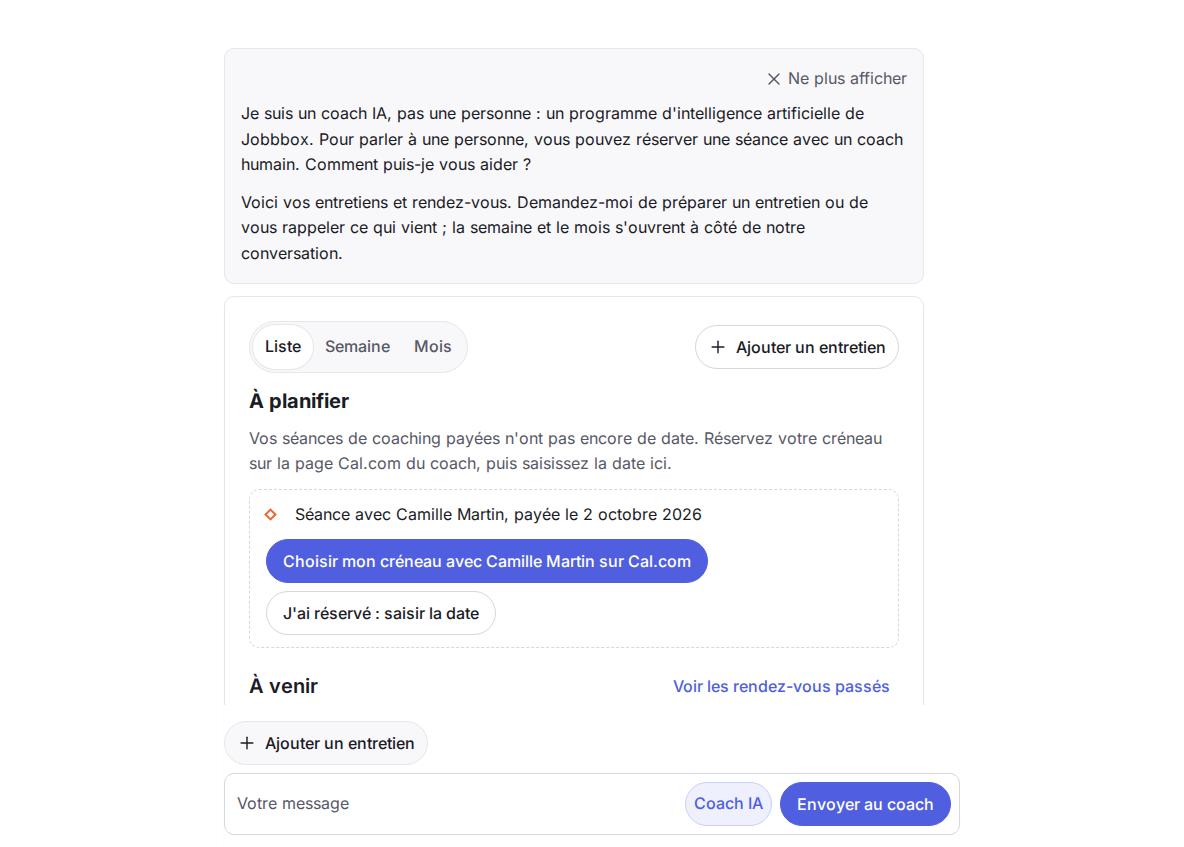 Ne plus afficher
Je suis un coach IA, pas une personne : un programme d'intelligence artificielle de
Jobbbox. Pour parler à une personne, vous pouvez réserver une séance avec un coach
humain. Comment puis-je vous aider ?
Voici vos entretiens et rendez-vous. Demandez-moi de préparer un entretien ou de
vous rappeler ce qui vient ; la semaine et le mois s'ouvrent à côté de notre
conversation.
Liste Semaine Mois Ajouter un entretien
À planifier
Vos séances de coaching payées n'ont pas encore de date. Réservez votre créneau
sur la page Cal.com du coach, puis saisissez la date ici.
Séance avec Camille Martin, payée le 2 octobre 2026
Choisir mon créneau avec Camille Martin sur Cal.com
J'ai réservé : saisir la date
À venir Voir les rendez-vous passés
Ajouter un entretien
Votre message Coach IA Envoyer au coach